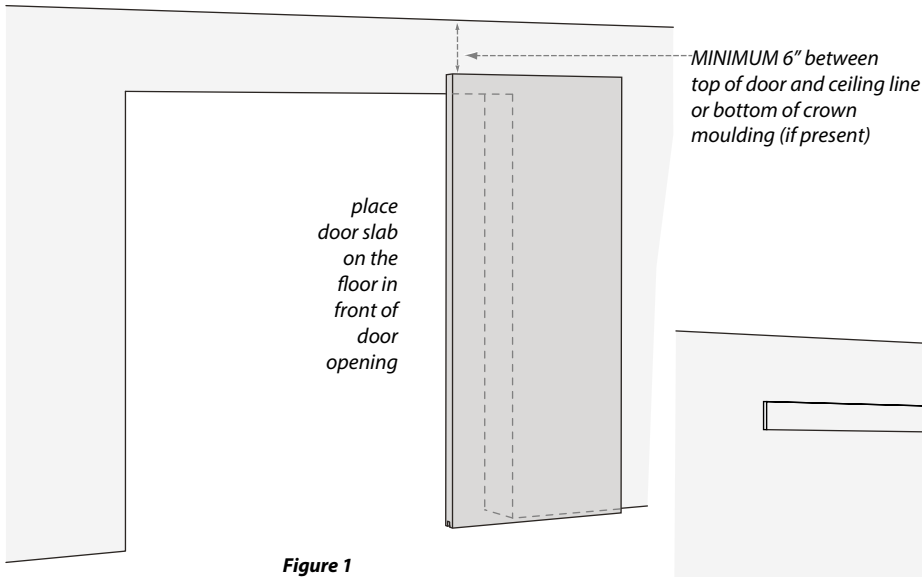 MINIMUM 6” between
top of door and ceiling line
or bottom of crown
moulding (if present)
place
door slab
on the
floor in
front of
door
opening
Figure 1